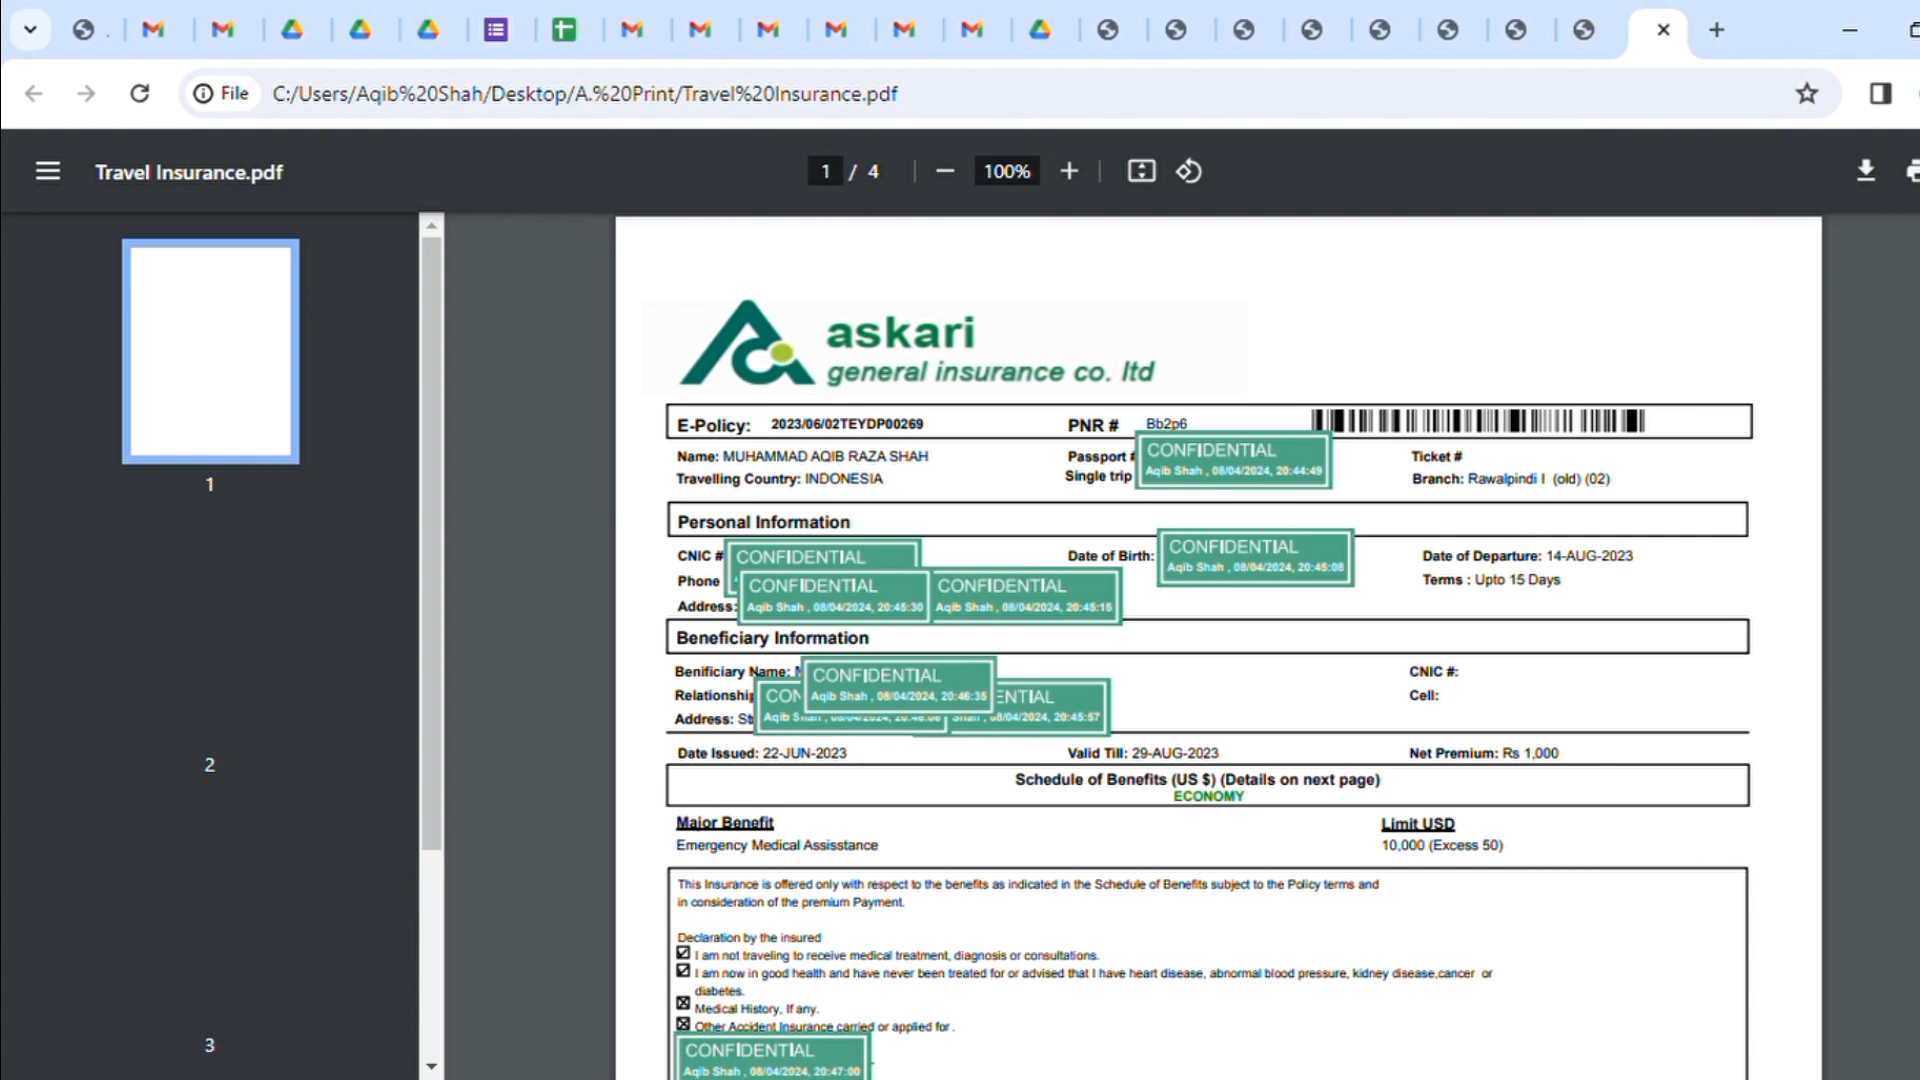 File C:/Users/Aqib%20Shah/Desktop/A.%20Print/Travel%20Insurance.pdf
Travel Insurance.pdf
1 / 4
100%
1
2
3
askari
general insurance co. ltd
E-Policy: 2023/06/02TEYDP00269 PNR # Bb2p6
Name: MUHAMMAD AQIB RAZA SHAH Passport # Ticket #
CONFIDENTIAL
Aqib Shah , 08/04/2024, 20:44:49
Travelling Country: INDONESIA Single trip Branch: Rawalpindi I (old) (02)
Personal Information
CNIC # CONFIDENTIAL Date of Birth: CONFIDENTIAL Date of Departure: 14-AUG-2023
Aqib Shah , 08/04/2024, 20:45:08
Phone CONFIDENTIAL CONFIDENTIAL Terms : Upto 15 Days
Address: Aqib Shah , 08/04/2024, 20:45:30 Aqib Shah , 08/04/2024, 20:45:15
Beneficiary Information
Benificiary Name: CONFIDENTIAL CNIC #:
Relationship Aqib Shah , 08/04/2024, 20:46:35 Cell:
Address: Shah , 08/04/2024, 20:45:57
Date Issued: 22-JUN-2023 Valid Till: 29-AUG-2023 Net Premium: Rs 1,000
Schedule of Benefits (US $) (Details on next page)
ECONOMY
Major Benefit Limit USD
Emergency Medical Assisstance 10,000 (Excess 50)
This Insurance is offered only with respect to the benefits as indicated in the Schedule of Benefits subject to the Policy terms and
in consideration of the premium Payment.
Declaration by the insured
I am not traveling to receive medical treatment, diagnosis or consultations.
I am now in good health and have never been treated for or advised that I have heart disease, abnormal blood pressure, kidney disease,cancer or
diabetes.
Medical History, If any.
Other Accident Insurance carried or applied for .
CONFIDENTIAL
Aqib Shah , 08/04/2024, 20:47:00